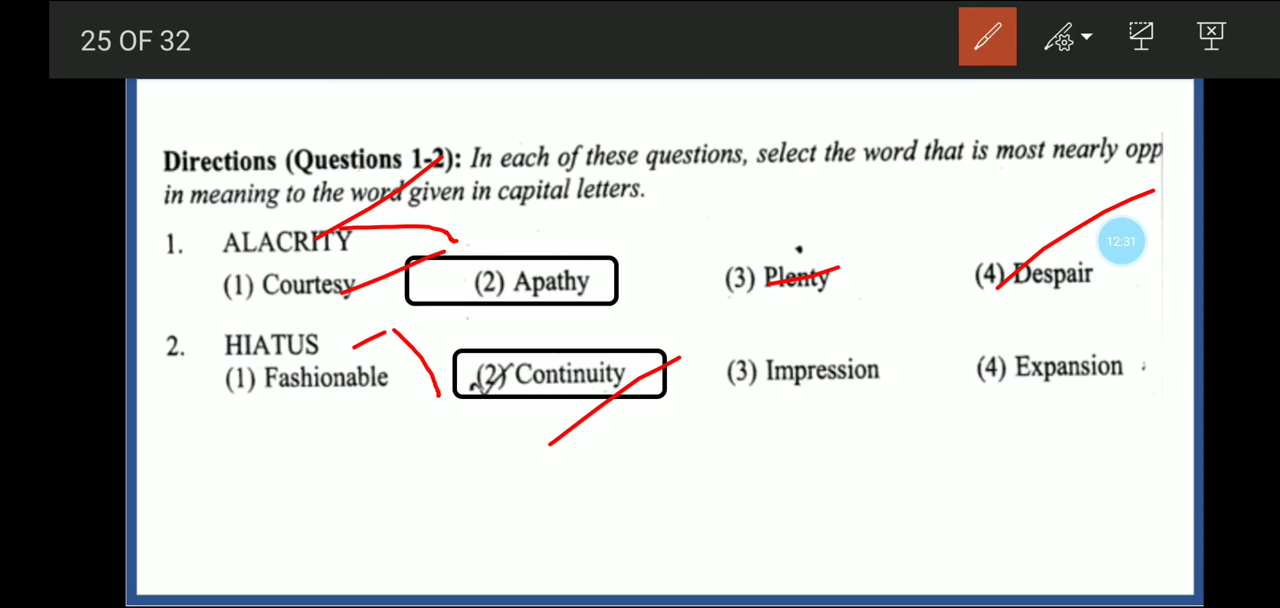 25 OF 32
Directions (Questions 1-2): In each of these questions, select the word that is most nearly opp
in meaning to the word given in capital letters.
1. ALACRITY
12:31
(1) Courtesy (2) Apathy (3) Plenty (4) Despair
2. HIATUS
(1) Fashionable (2) Continuity (3) Impression (4) Expansion